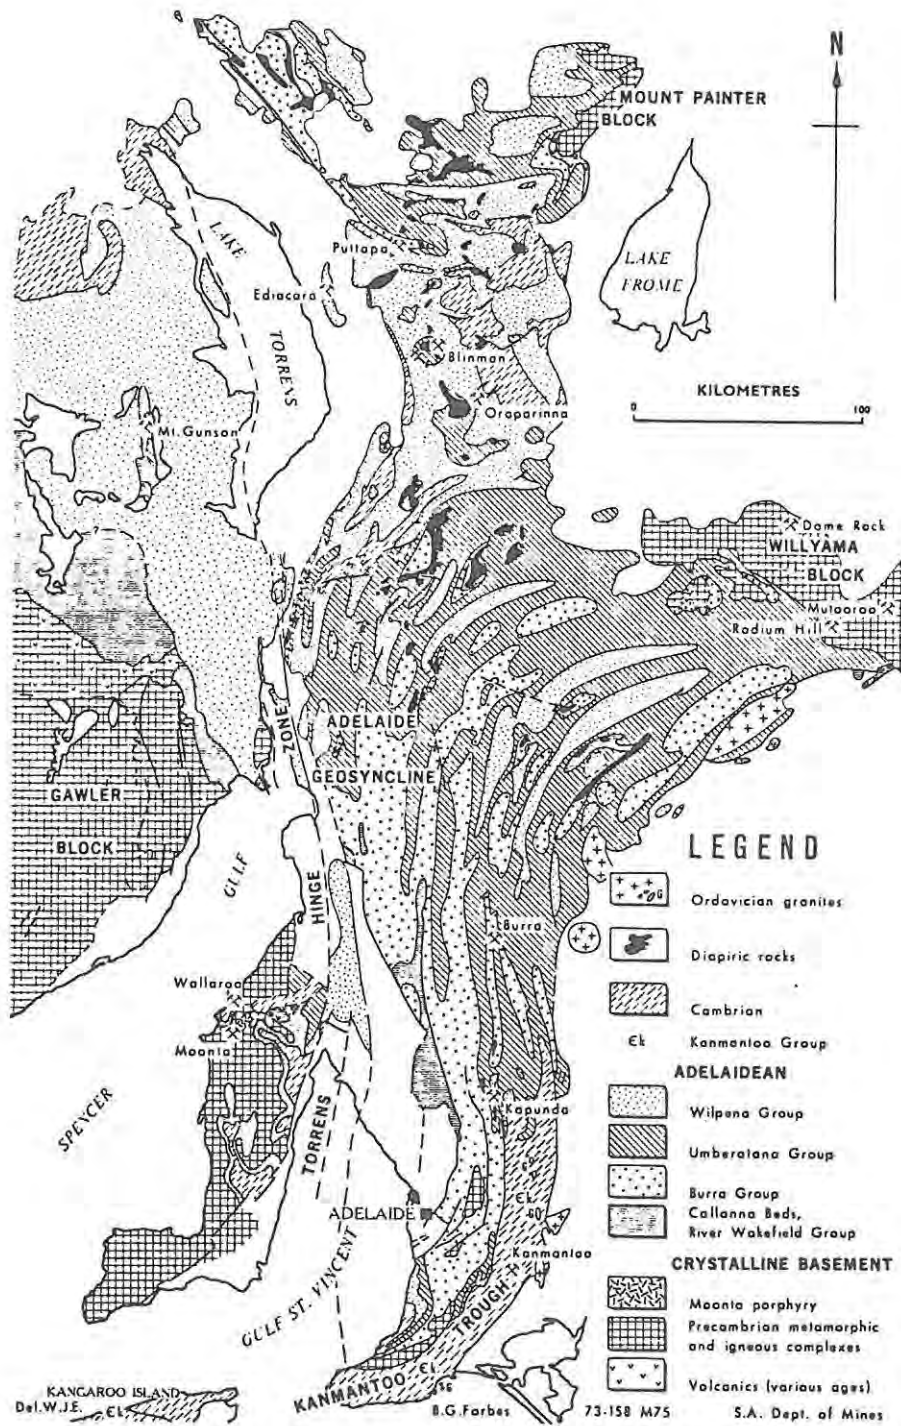 N
MOUNT PAINTER
BLOCK
LAKE
FROME
LAKE
TORRENS
Puttapa
Ediacara
Blinman
Oraparinna
KILOMETRES
0 100
Mt. Gunson
?
?
Dome Rock
WILLYAMA
BLOCK
Mutooroo
Radium Hill
ADELAIDE
GEOSYNCLINE
GAWLER
BLOCK
ZONE
HINGE
TORRENS
GULF
SPENCER
Burra
Wallaroo
Moonta
Kapunda
Єk
ADELAIDE
Kanmantoo
GULF ST. VINCENT
KANMANTOO TROUGH
Єk
KANGAROO ISLAND
Єk
Del. W.J.E.
B.G. Forbes
73-158 M75
S.A. Dept. of Mines
LEGEND
G
Ordovician granites
Diapiric rocks
Cambrian
Єk Kanmantoo Group
ADELAIDEAN
Wilpena Group
Umberatana Group
Burra Group
Callanna Beds,
River Wakefield Group
CRYSTALLINE BASEMENT
Moonta porphyry
Precambrian metamorphic
and igneous complexes
Volcanics (various ages)